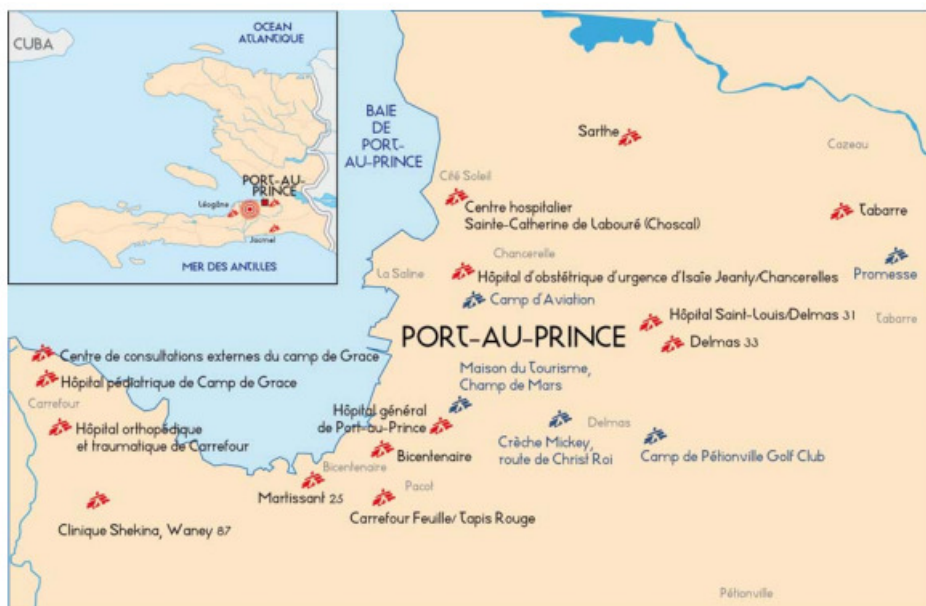 OCEAN
ATLANTIQUE
CUBA
PORT-AU-
PRINCE
Léogâne
Jacmel
MER DES ANTILLES
BAIE
DE
PORT-
AU-PRINCE
Sarthe
Cazeau
Cité Soleil
Centre hospitalier
Sainte-Catherine de Labouré (Choscal)
Tabarre
Chancerelle
La Saline
Hôpital d'obstétrique d'urgence d'Isaïe Jeanty/Chancerelles
Promesse
Camp d'Aviation
Hôpital Saint-Louis/Delmas 31
Tabarre
PORT-AU-PRINCE
Delmas 33
Centre de consultations externes du camp de Grace
Hôpital pédiatrique de Camp de Grace
Maison du Tourisme,
Champ de Mars
Carrefour
Hôpital orthopédique
et traumatique de Carrefour
Hôpital général
de Port-au-Prince
Delmas
Crèche Mickey,
route de Christ Roi
Camp de Pétionville Golf Club
Bicentenaire
Bicentenaire
Martissant 25
Pacot
Carrefour Feuille/Tapis Rouge
Clinique Shekina, Waney 87
Pétionville